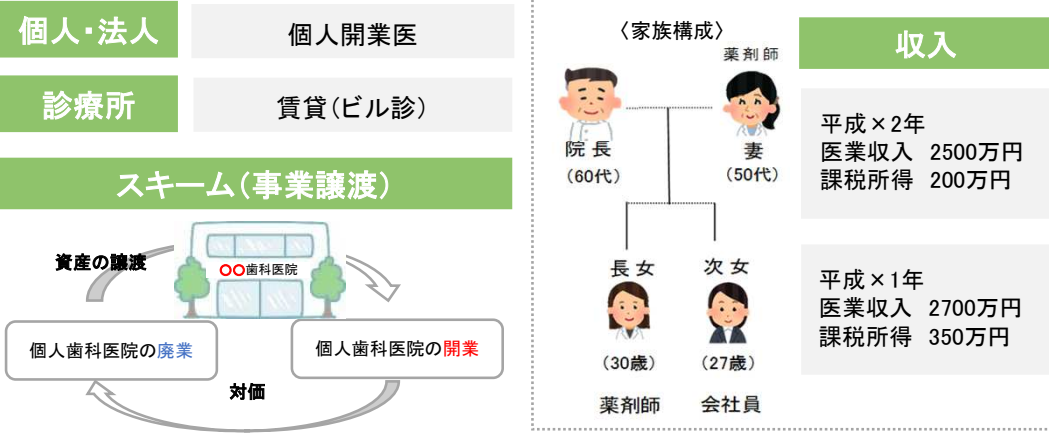 個人・法人
個人開業医
診療所
賃貸（ビル診）
スキーム（事業譲渡）
資産の譲渡
〇〇歯科医院
個人歯科医院の廃業
個人歯科医院の開業
対価
〈家族構成〉
薬剤師
院長
（60代）
妻
（50代）
長女
次女
（30歳）
（27歳）
薬剤師
会社員
収入
平成×2年
医業収入 2500万円
課税所得 200万円
平成×1年
医業収入 2700万円
課税所得 350万円